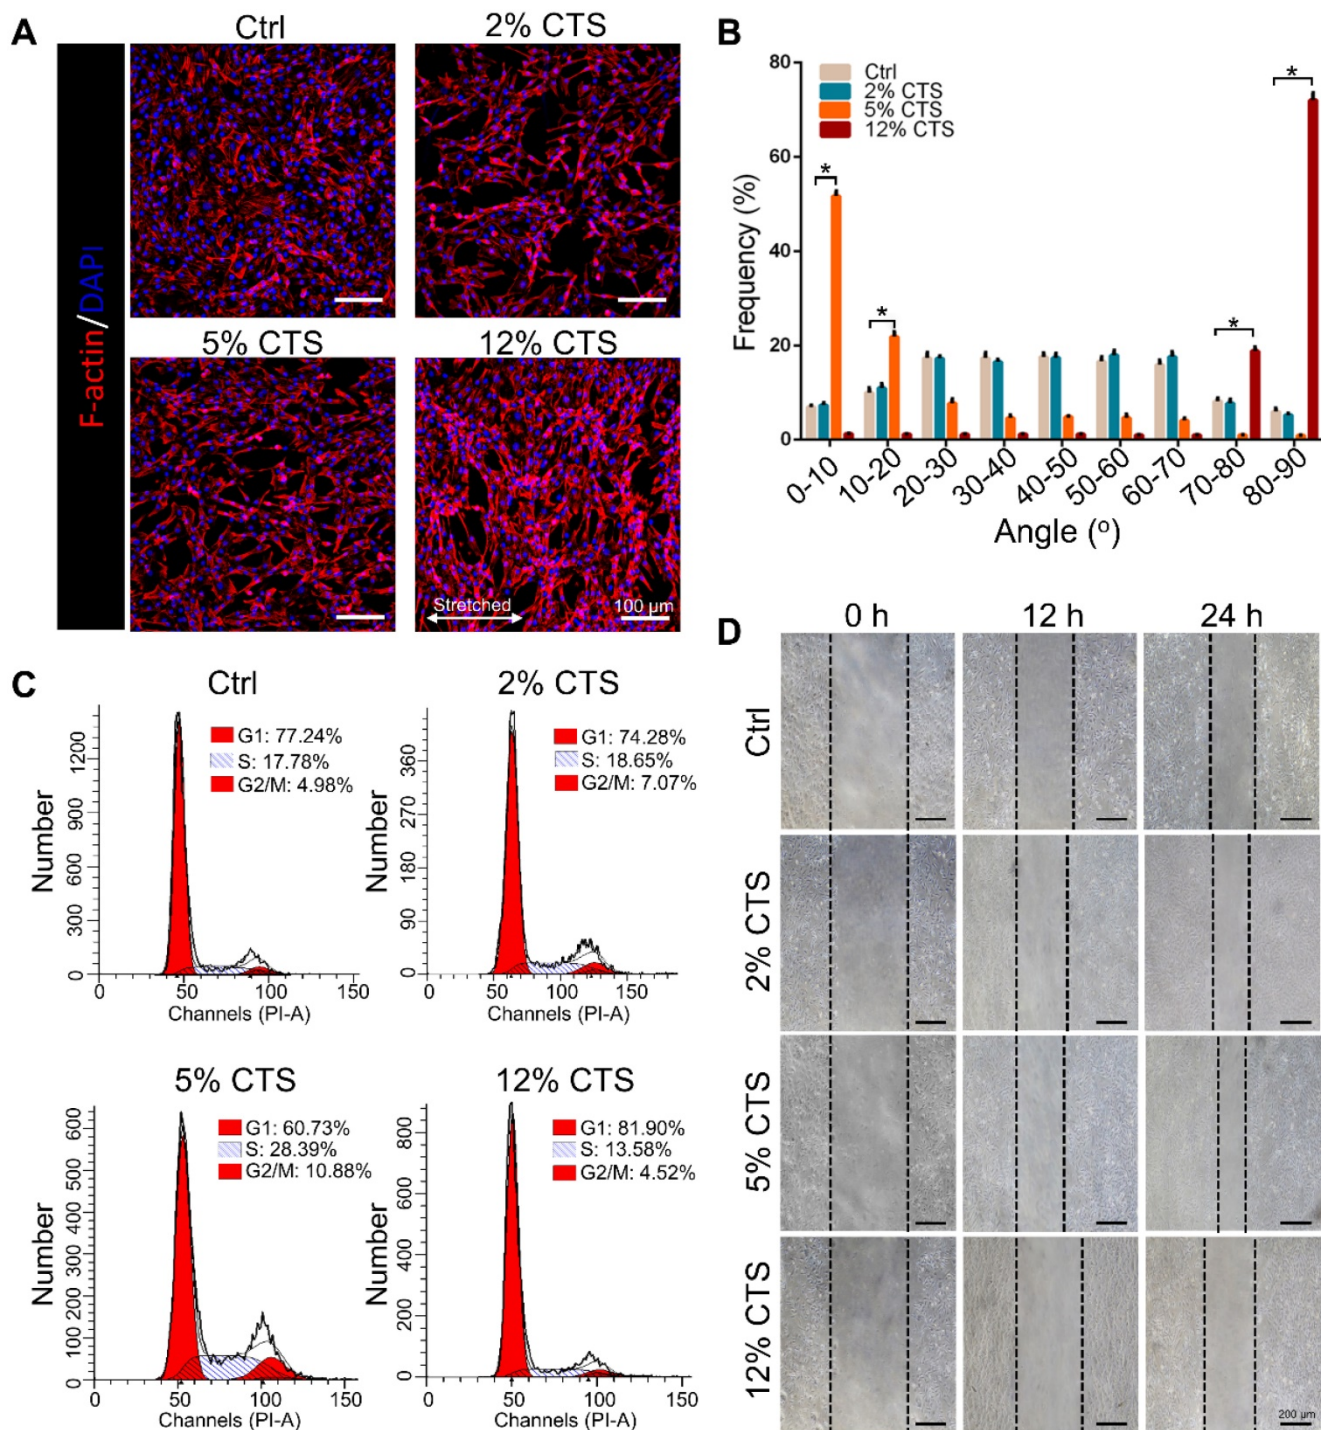 A
Ctrl
2% CTS
F-actin/DAPI
5% CTS
12% CTS
Stretched
100 μm
B
Ctrl
2% CTS
5% CTS
12% CTS
*
*
*
*
Frequency (%)
80
60
40
20
0
0-10
10-20
20-30
30-40
40-50
50-60
60-70
70-80
80-90
Angle (o)
C
Ctrl
G1: 77.24%
S: 17.78%
G2/M: 4.98%
Number
1200
900
600
300
0
0 50 100 150
Channels (PI-A)
2% CTS
G1: 74.28%
S: 18.65%
G2/M: 7.07%
Number
360
270
180
90
0
0 50 100 150
Channels (PI-A)
5% CTS
G1: 60.73%
S: 28.39%
G2/M: 10.88%
Number
600
500
400
300
200
100
0
0 50 100 150
Channels (PI-A)
12% CTS
G1: 81.90%
S: 13.58%
G2/M: 4.52%
Number
800
600
400
200
0
0 50 100 150
Channels (PI-A)
D
0 h 12 h 24 h
Ctrl
2% CTS
5% CTS
12% CTS
200 μm